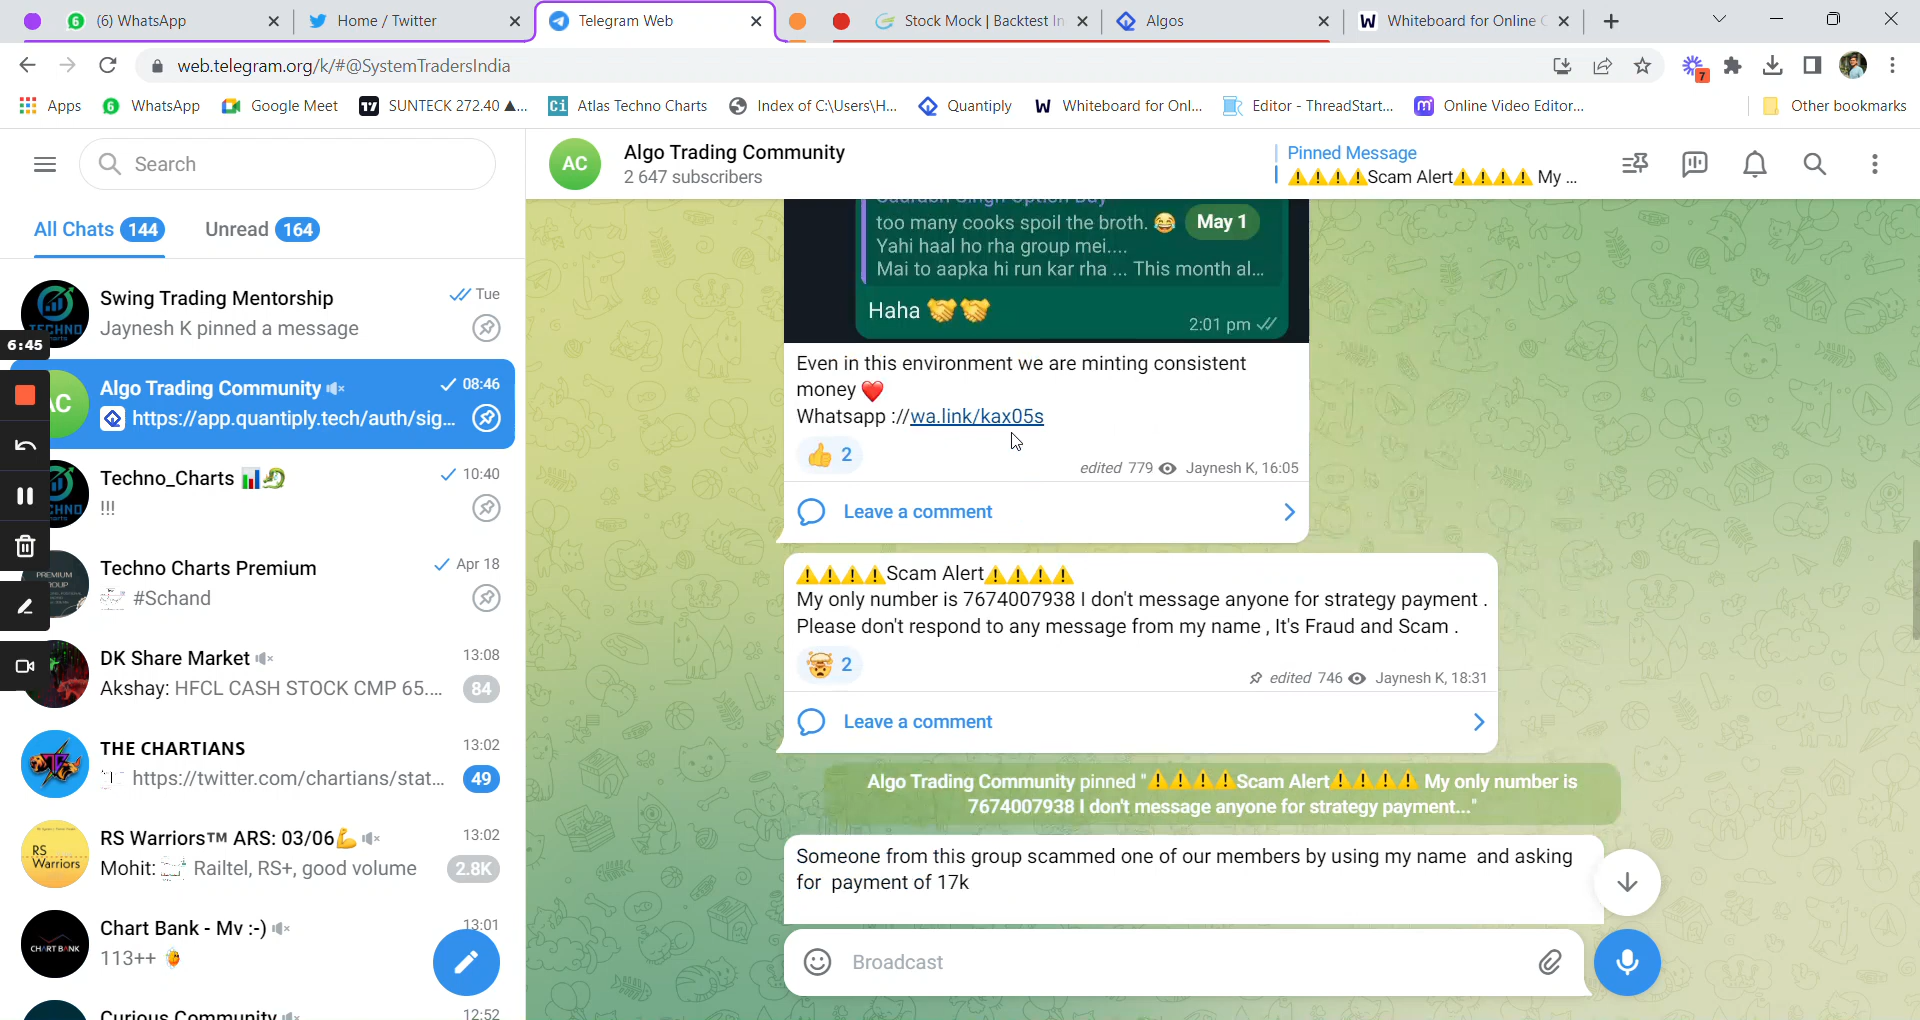 (6) WhatsApp
Home / Twitter
Telegram Web
Stock Mock | Backtest In
Algos
Whiteboard for Online C
web.telegram.org/k/#@SystemTradersIndia
7
Apps
WhatsApp
Google Meet
SUNTECK 272.40 ▲...
Atlas Techno Charts
Index of C:\Users\H...
Quantiply
Whiteboard for Onl...
Editor - ThreadStart...
Online Video Editor...
Other bookmarks
Search
AC
Algo Trading Community
2 647 subscribers
Pinned Message
⚠⚠⚠⚠Scam Alert⚠⚠⚠⚠ My ...
All Chats 144
Unread 164
Swing Trading Mentorship
Tue
Jaynesh K pinned a message
6:45
Algo Trading Community
08:46
https://app.quantiply.tech/auth/sig...
Techno_Charts 📊🐉
10:40
!!!
Techno Charts Premium
Apr 18
#Schand
DK Share Market
13:08
Akshay: HFCL CASH STOCK CMP 65....
84
THE CHARTIANS
13:02
https://twitter.com/chartians/stat...
49
RS Warriors™ ARS: 03/06💪
13:02
Mohit: Railtel, RS+, good volume
2.8K
RS
Warriors
Chart Bank - Mv :-)
13:01
113++
CHART BANK
Curious Community
12:52
too many cooks spoil the broth. 😂
May 1
Yahi haal ho rha group mei....
Mai to aapka hi run kar rha ... This month al...
Haha 🤝🤝
2:01 pm
Even in this environment we are minting consistent
money ❤️
Whatsapp ://wa.link/kax05s
👍 2
edited 779 Jaynesh K, 16:05
Leave a comment
⚠⚠⚠⚠Scam Alert⚠⚠⚠⚠
My only number is 7674007938 I don't message anyone for strategy payment .
Please don't respond to any message from my name , It's Fraud and Scam .
🤯 2
edited 746 Jaynesh K, 18:31
Leave a comment
Algo Trading Community pinned "⚠⚠⚠⚠Scam Alert⚠⚠⚠⚠ My only number is
7674007938 I don't message anyone for strategy payment..."
Someone from this group scammed one of our members by using my name and asking
for payment of 17k
Broadcast